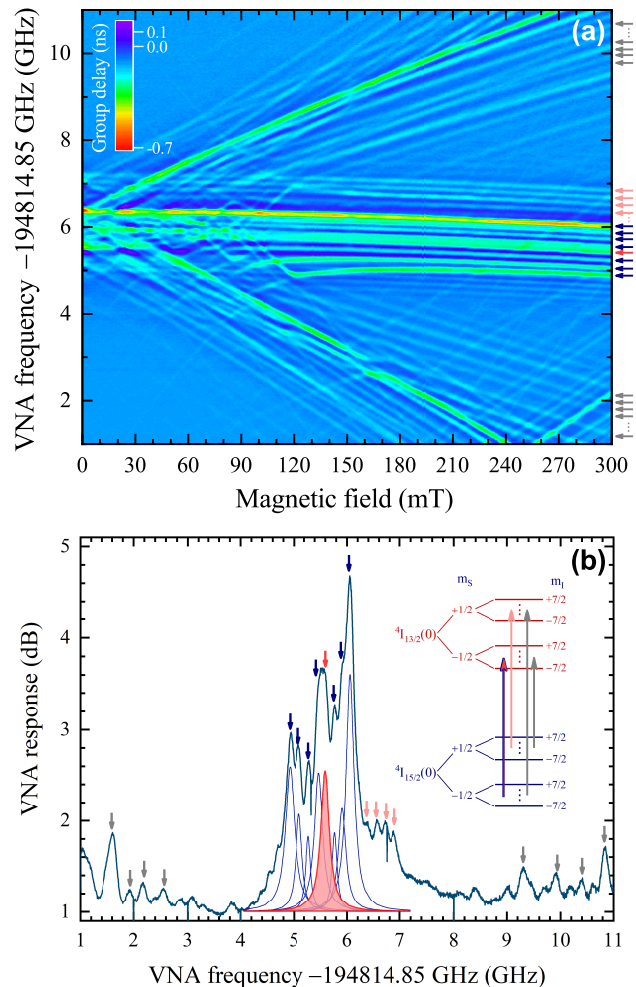 (a)
Group delay (ns)
0.1
0.0
-0.7
VNA frequency −194814.85 GHz (GHz)
10
8
6
4
2
0 30 60 90 120 150 180 210 240 270 300
Magnetic field (mT)
(b)
VNA response (dB)
5
4
3
2
1
m_S m_I
+7/2
+1/2
⁴I₁₃/₂(0) −7/2
+7/2
−1/2
−7/2
+7/2
+1/2
⁴I₁₅/₂(0) −7/2
+7/2
−1/2
−7/2
1 2 3 4 5 6 7 8 9 10 11
VNA frequency −194814.85 GHz (GHz)